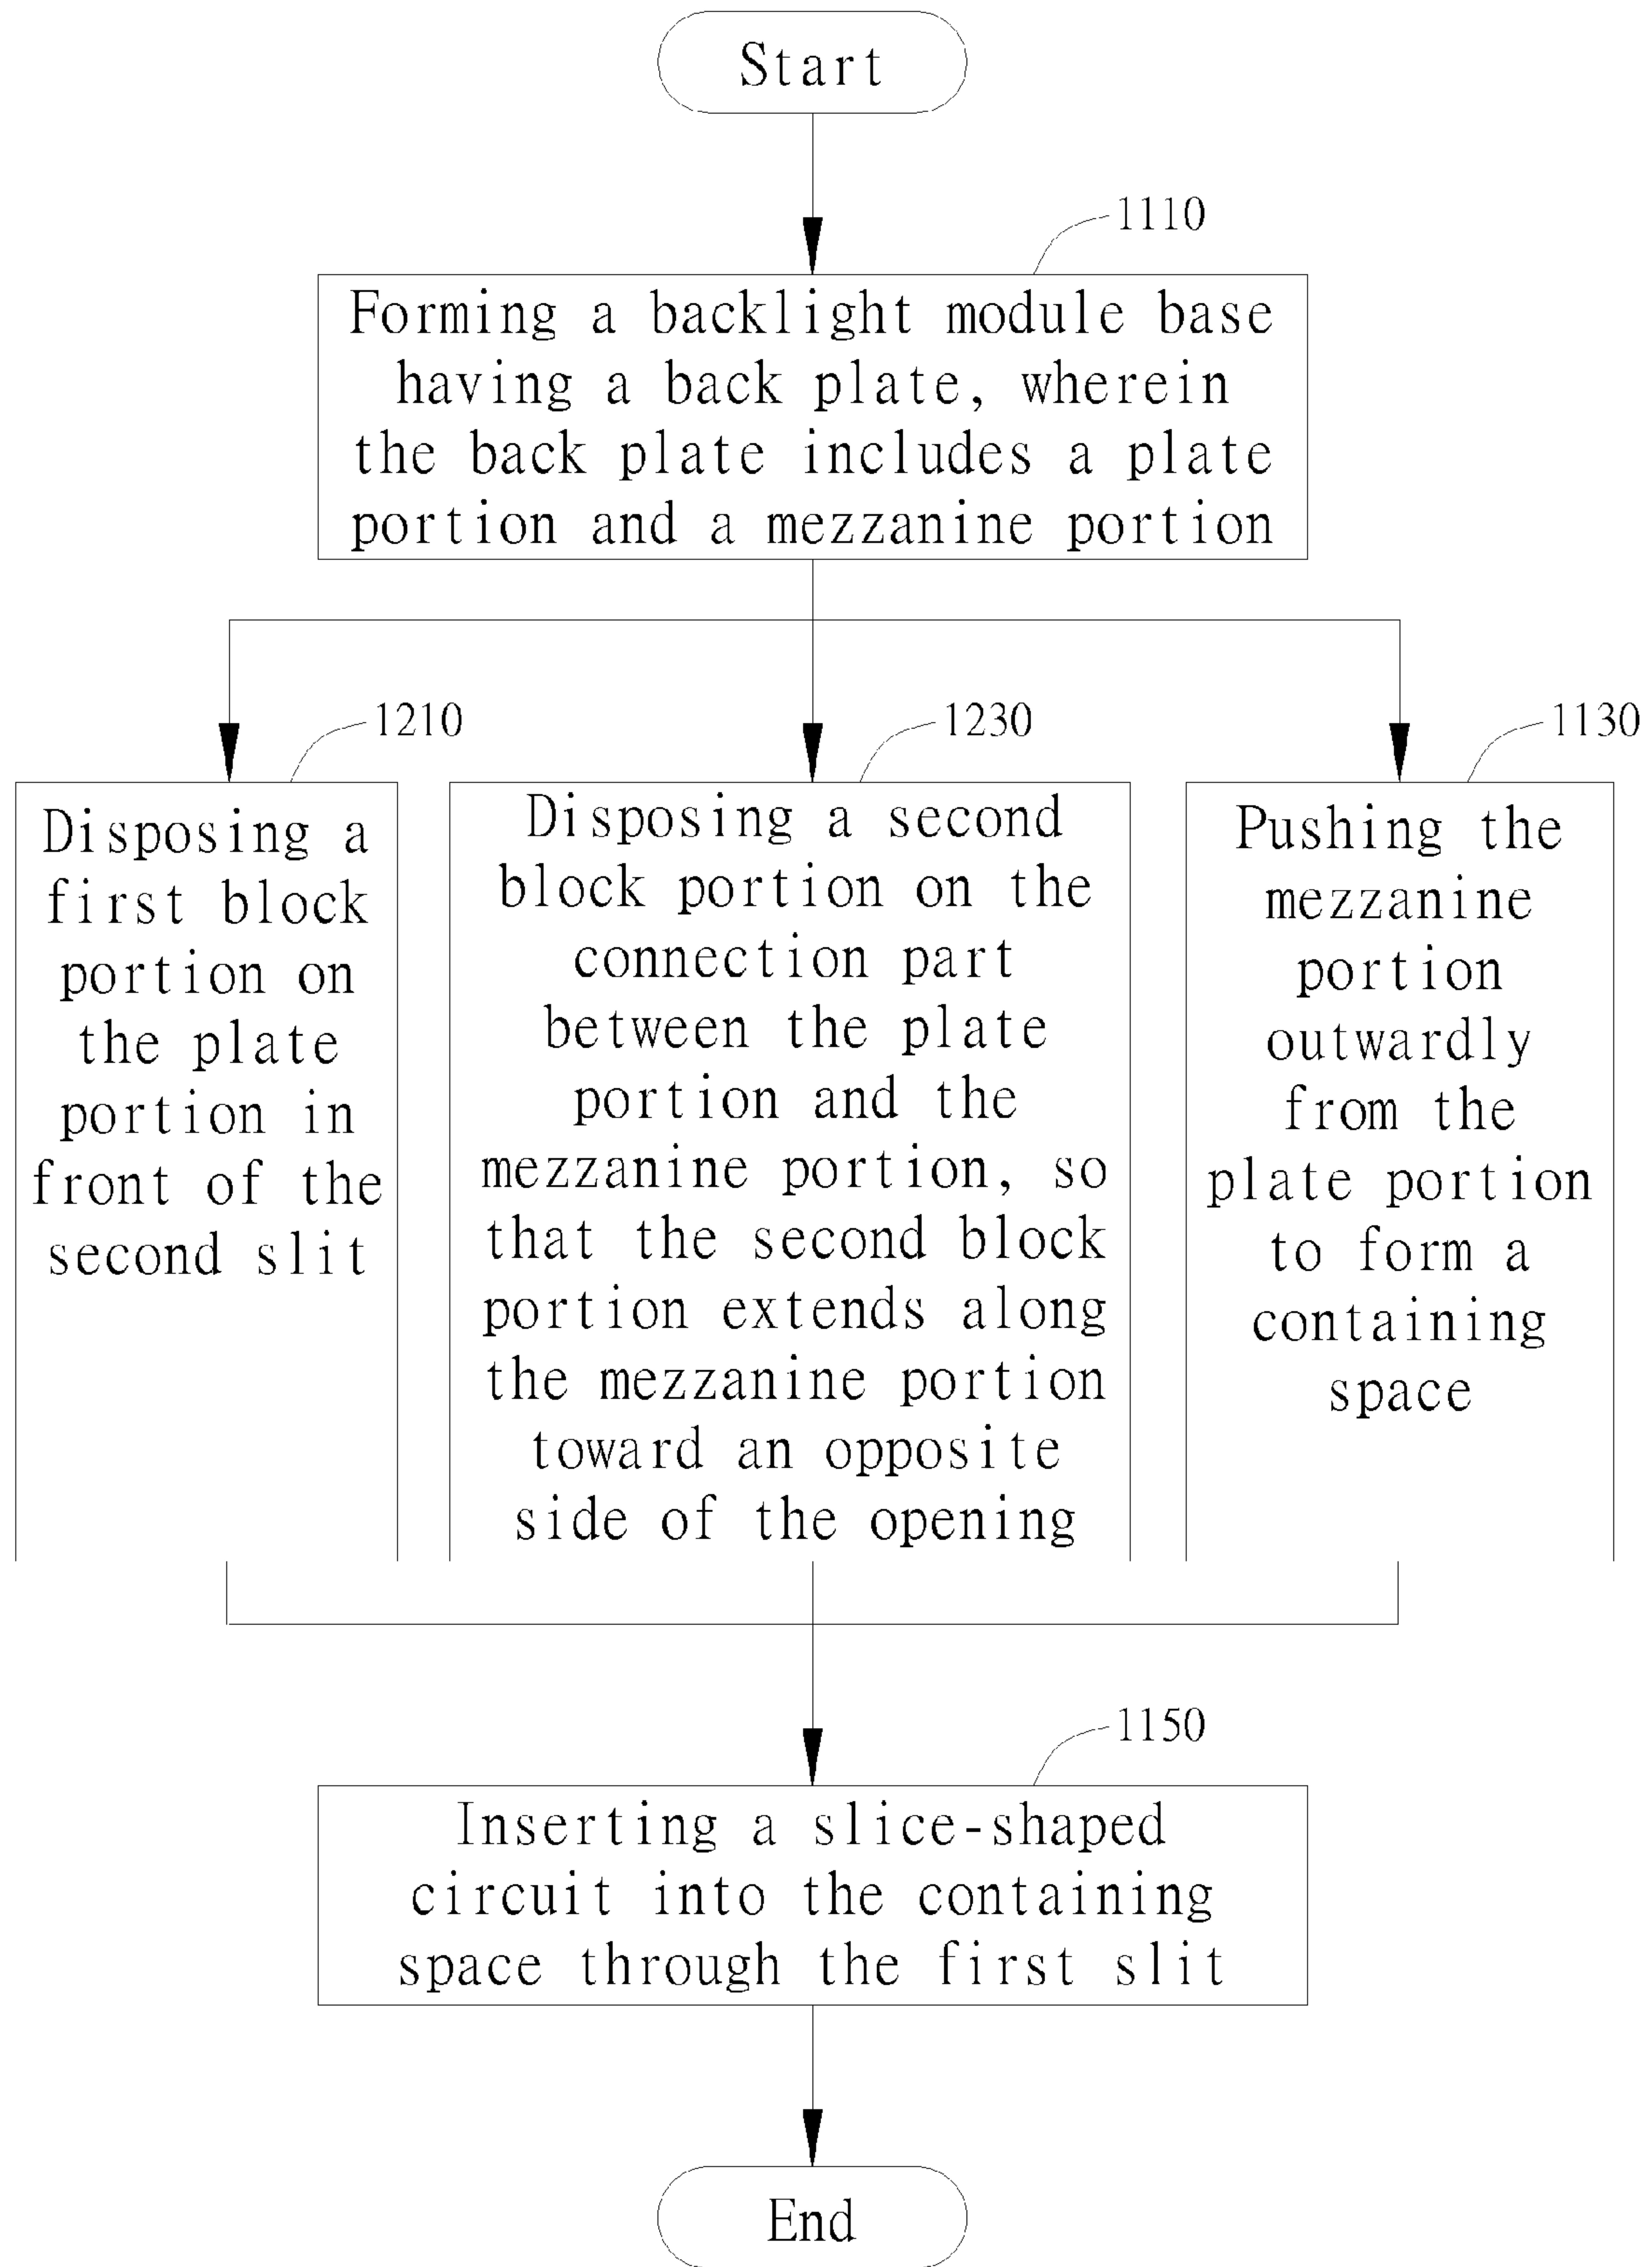 Start
1110
Forming a backlight module base
having a back plate, wherein
the back plate includes a plate
portion and a mezzanine portion
1210
Disposing a
first block
portion on
the plate
portion in
front of the
second slit
1230
Disposing a second
block portion on the
connection part
between the plate
portion and the
mezzanine portion, so
that the second block
portion extends along
the mezzanine portion
toward an opposite
side of the opening
1130
Pushing the
mezzanine
portion
outwardly
from the
plate portion
to form a
containing
space
1150
Inserting a slice-shaped
circuit into the containing
space through the first slit
End